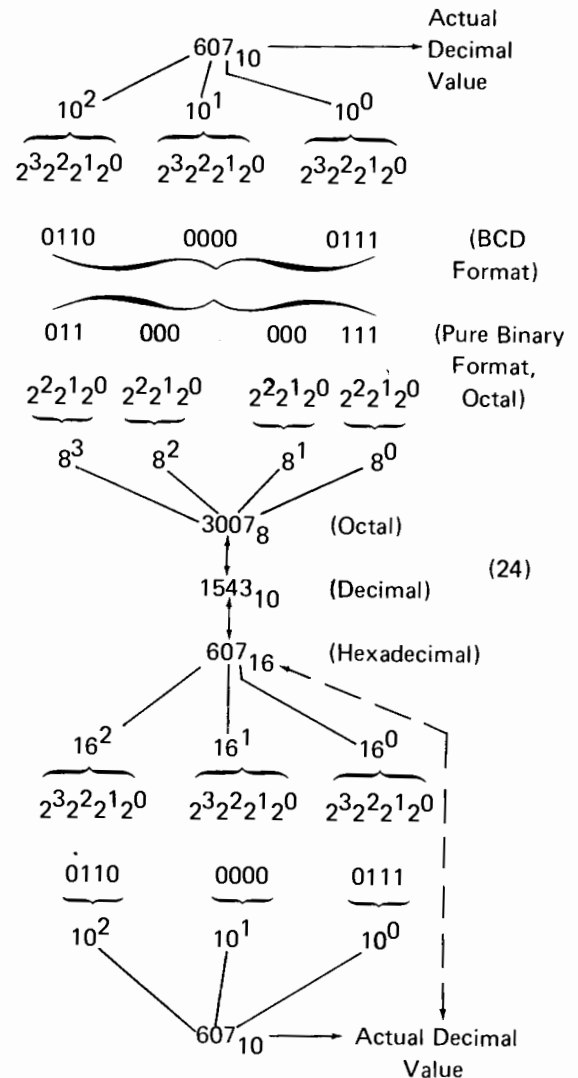 Actual
607₁₀ Decimal
Value
10² 10¹ 10⁰
2³2²2¹2⁰ 2³2²2¹2⁰ 2³2²2¹2⁰
0110 0000 0111 (BCD
Format)
011 000 000 111 (Pure Binary
Format,
2²2¹2⁰ 2²2¹2⁰ 2²2¹2⁰ 2²2¹2⁰ Octal)
8³ 8² 8¹ 8⁰
3007₈ (Octal)
(24)
1543₁₀ (Decimal)
607₁₆ (Hexadecimal)
16² 16¹ 16⁰
2³2²2¹2⁰ 2³2²2¹2⁰ 2³2²2¹2⁰
0110 0000 0111
10² 10¹ 10⁰
607₁₀ Actual Decimal
Value